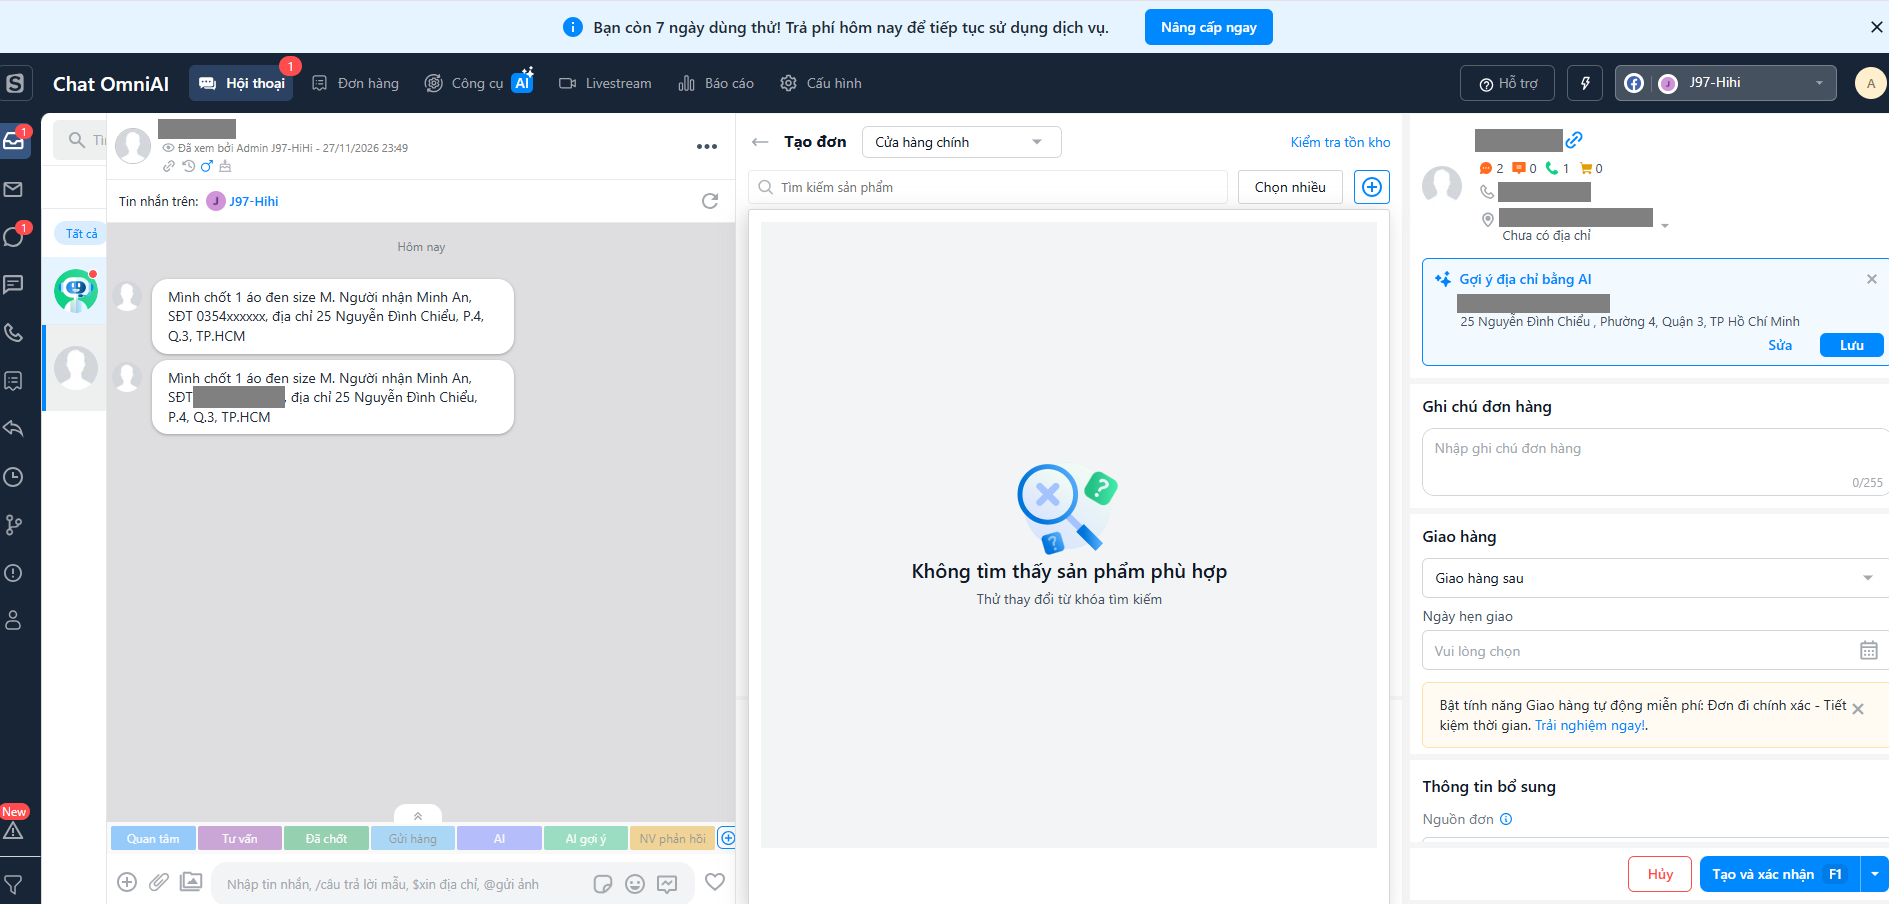 Bạn còn 7 ngày dùng thử! Trả phí hôm nay để tiếp tục sử dụng dịch vụ.
Nâng cấp ngay
S
Chat OmniAI
Hội thoại
1
Đơn hàng
Công cụ
AI
Livestream
Báo cáo
Cấu hình
Hỗ trợ
J
J97-Hihi
A
1
1
New
Tì
Tất cả
Đã xem bởi Admin J97-HiHi - 27/11/2026 23:49
Tin nhắn trên:
J
J97-Hihi
Hôm nay
Mình chốt 1 áo đen size M. Người nhận Minh An,
SĐT 0354xxxxxx, địa chỉ 25 Nguyễn Đình Chiểu, P.4,
Q.3, TP.HCM
Mình chốt 1 áo đen size M. Người nhận Minh An,
SĐT , địa chỉ 25 Nguyễn Đình Chiểu,
P.4, Q.3, TP.HCM
Quan tâm
Tư vấn
Đã chốt
Gửi hàng
AI
AI gợi ý
NV phản hồi
Nhập tin nhắn, /câu trả lời mẫu, $xin địa chỉ, @gửi ảnh
Tạo đơn
Cửa hàng chính
Kiểm tra tồn kho
Tìm kiếm sản phẩm
Chọn nhiều
Không tìm thấy sản phẩm phù hợp
Thử thay đổi từ khóa tìm kiếm
2
0
1
0
Chưa có địa chỉ
Gợi ý địa chỉ bằng AI
25 Nguyễn Đình Chiểu , Phường 4, Quận 3, TP Hồ Chí Minh
Sửa
Lưu
Ghi chú đơn hàng
Nhập ghi chú đơn hàng
0/255
Giao hàng
Giao hàng sau
Ngày hẹn giao
Vui lòng chọn
Bật tính năng Giao hàng tự động miễn phí: Đơn đi chính xác - Tiết
kiệm thời gian. Trải nghiệm ngay!.
Thông tin bổ sung
Nguồn đơn
Hủy
Tạo và xác nhận
F1